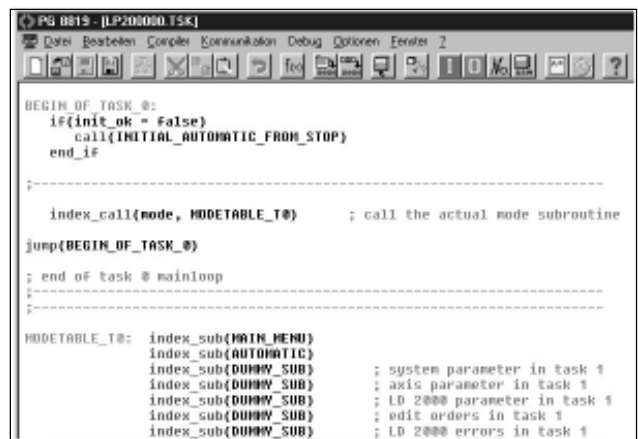 PG 8819 - [LP200000.TSK]
Datei Bearbeiten Compiler Kommunikation Debug Optionen Fenster ?
foo
BEGIN_OF_TASK_0:
if(init_ok = false)
call(INITIAL_AUTOMATIC_FROM_STOP)
end_if
;----------------------------------------------------------------------
index_call(mode, MODETABLE_T0) ; call the actual mode subroutine
jump(BEGIN_OF_TASK_0)
; end of task 0 mainloop
;----------------------------------------------------------------------
;----------------------------------------------------------------------
MODETABLE_T0: index_sub(MAIN_MENU)
index_sub(AUTOMATIC)
index_sub(DUMMY_SUB) ; system parameter in task 1
index_sub(DUMMY_SUB) ; axis parameter in task 1
index_sub(DUMMY_SUB) ; LD 2000 parameter in task 1
index_sub(DUMMY_SUB) ; edit orders in task 1
index_sub(DUMMY_SUB) ; LD 2000 errors in task 1